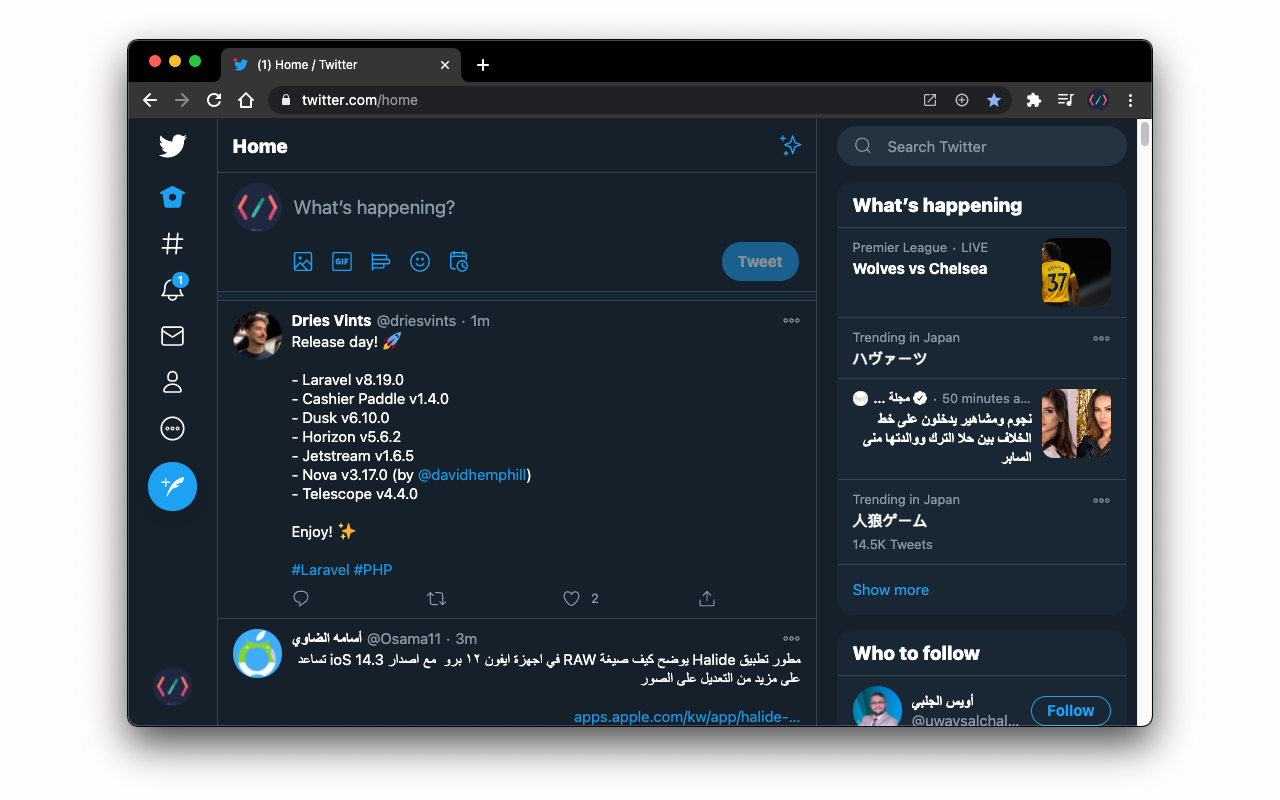 (1) Home / Twitter
twitter.com/home
Home
What's happening?
GIF
Tweet
1
Dries Vints @driesvints · 1m
Release day! 🚀
- Laravel v8.19.0
- Cashier Paddle v1.4.0
- Dusk v6.10.0
- Horizon v5.6.2
- Jetstream v1.6.5
- Nova v3.17.0 (by @davidhemphill)
- Telescope v4.4.0
Enjoy! ✨
#Laravel #PHP
2
أسامه الضاوي @Osama11 · 3m
مطور تطبيق Halide يوضح كيف صيغة RAW في اجهزة ايفون ١٢ برو مع اصدار ioS 14.3 تساعد
على مزيد من التعديل على الصور
apps.apple.com/kw/app/halide-...
Search Twitter
What's happening
Premier League · LIVE
Wolves vs Chelsea
37
Trending in Japan
ハヴァーツ
مجلة ... · 50 minutes a...
نجوم ومشاهير يدخلون على خط
الخلاف بين حلا الترك ووالدتها منى
السابر
Trending in Japan
人狼ゲーム
14.5K Tweets
Show more
Who to follow
أويس الجلبي
@uwaysalchal...
Follow